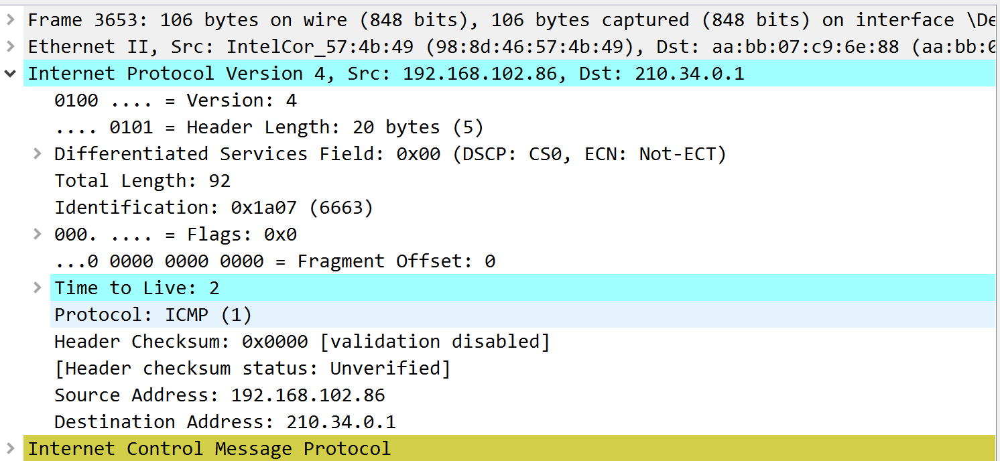 Frame 3653: 106 bytes on wire (848 bits), 106 bytes captured (848 bits) on interface \De
Ethernet II, Src: IntelCor_57:4b:49 (98:8d:46:57:4b:49), Dst: aa:bb:07:c9:6e:88 (aa:bb:0
Internet Protocol Version 4, Src: 192.168.102.86, Dst: 210.34.0.1
0100 .... = Version: 4
.... 0101 = Header Length: 20 bytes (5)
Differentiated Services Field: 0x00 (DSCP: CS0, ECN: Not-ECT)
Total Length: 92
Identification: 0x1a07 (6663)
000. .... = Flags: 0x0
...0 0000 0000 0000 = Fragment Offset: 0
Time to Live: 2
Protocol: ICMP (1)
Header Checksum: 0x0000 [validation disabled]
[Header checksum status: Unverified]
Source Address: 192.168.102.86
Destination Address: 210.34.0.1
Internet Control Message Protocol